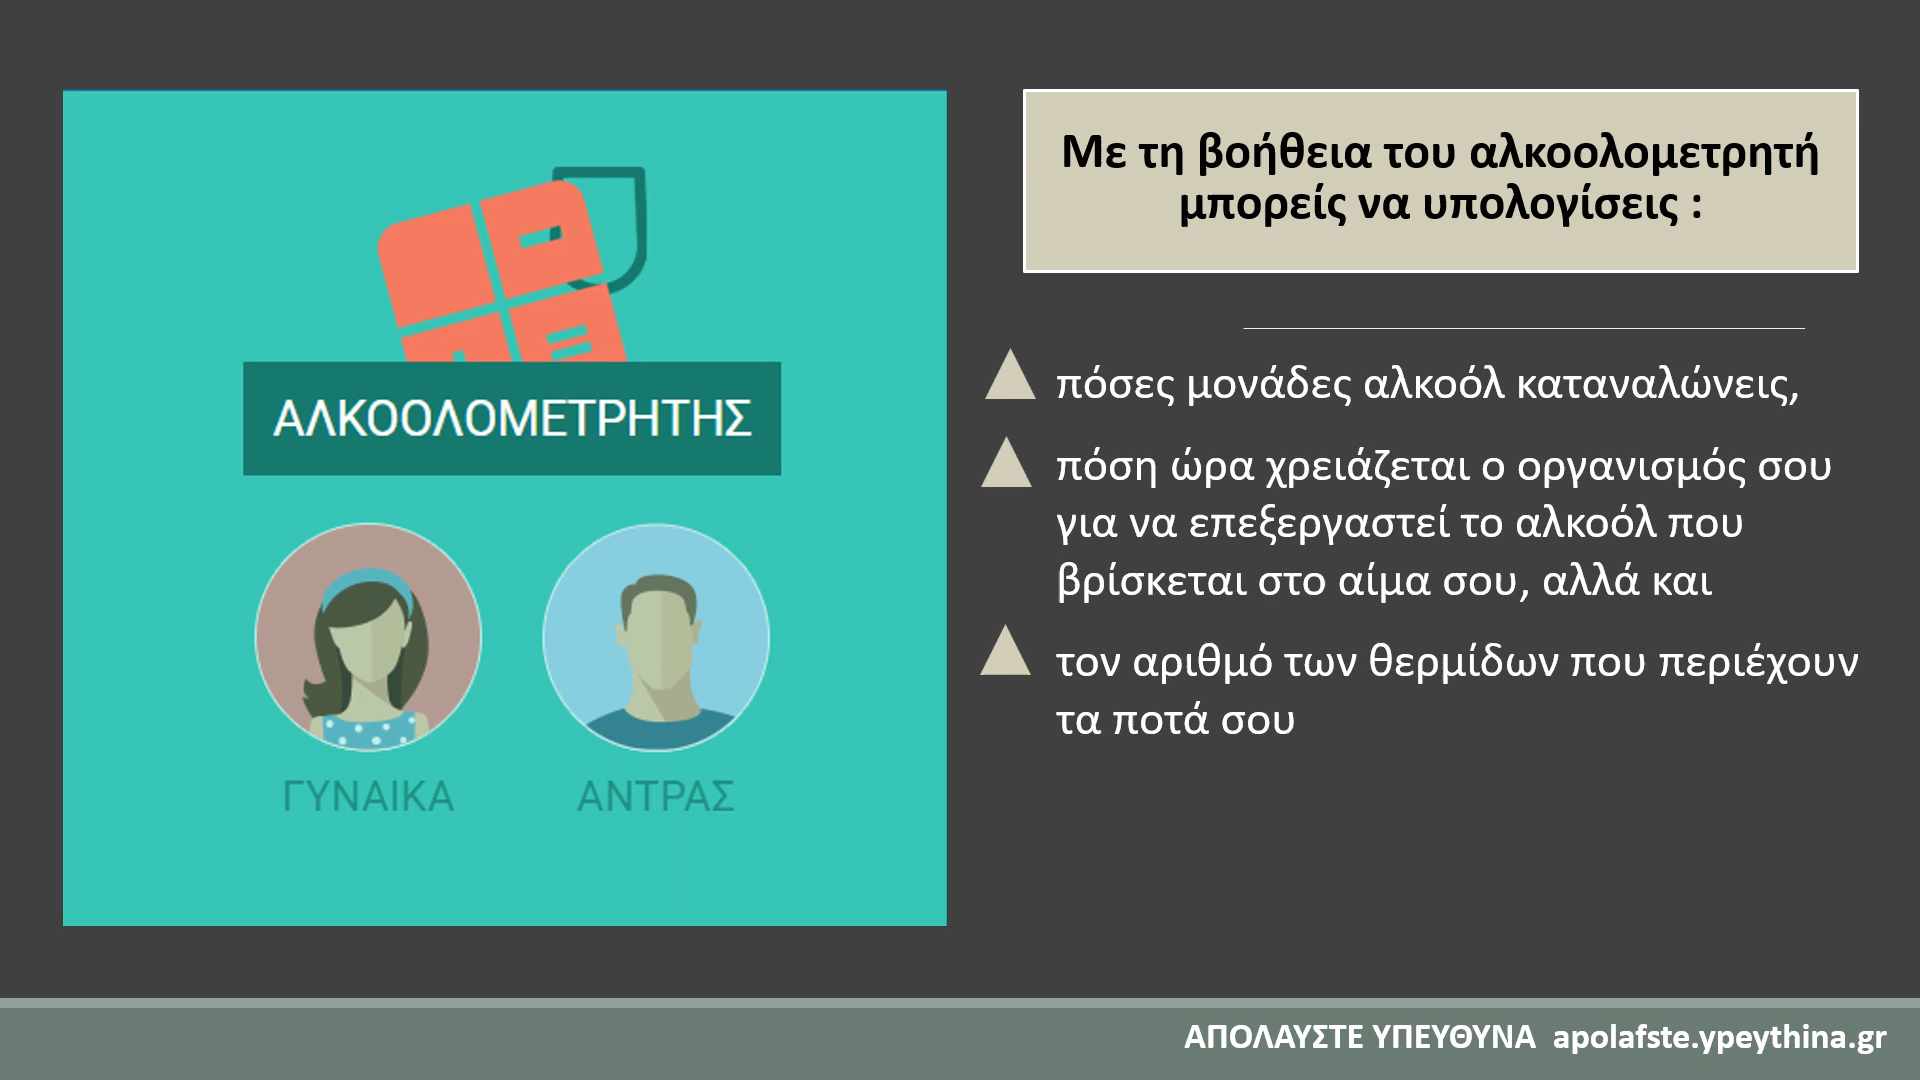 ΑΛΚΟΟΛΟΜΕΤΡΗΤΗΣ
ΓΥΝΑΙΚΑ
ΑΝΤΡΑΣ
Με τη βοήθεια του αλκοολομετρητή
μπορείς να υπολογίσεις :
πόσες μονάδες αλκοόλ καταναλώνεις,
πόση ώρα χρειάζεται ο οργανισμός σου
για να επεξεργαστεί το αλκοόλ που
βρίσκεται στο αίμα σου, αλλά και
τον αριθμό των θερμίδων που περιέχουν
τα ποτά σου
ΑΠΟΛΑΥΣΤΕ ΥΠΕΥΘΥΝΑ apolafste.ypeythina.gr